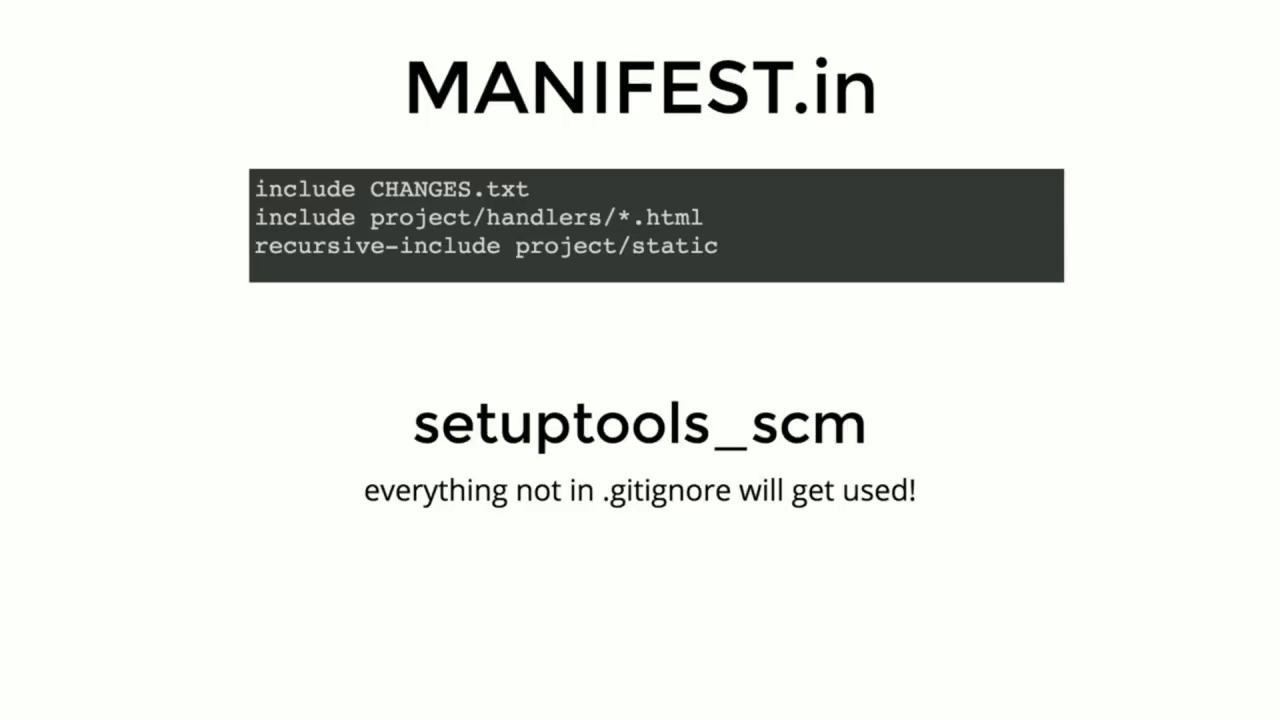 MANIFEST.in
include CHANGES.txt
include project/handlers/*.html
recursive-include project/static
setuptools_scm
everything not in .gitignore will get used!